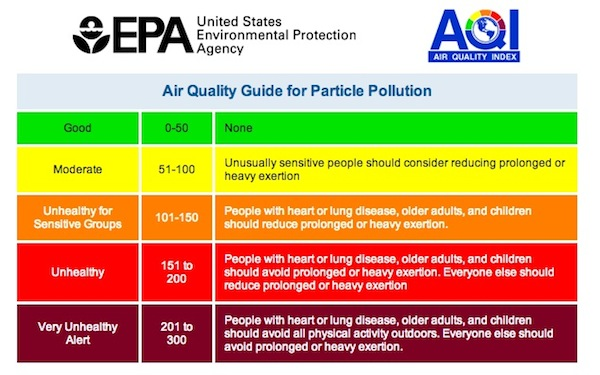 EPA
United States
Environmental Protection
Agency
AQI
AIR QUALITY INDEX
Air Quality Guide for Particle Pollution
Good
0-50
None
Moderate
51-100
Unusually sensitive people should consider reducing prolonged or
heavy exertion
Unhealthy for
Sensitive Groups
101-150
People with heart or lung disease, older adults, and children
should reduce prolonged or heavy exertion.
Unhealthy
151 to
200
People with heart or lung disease, older adults, and children
should avoid prolonged or heavy exertion. Everyone else should
reduce prolonged or heavy exertion
Very Unhealthy
Alert
201 to
300
People with heart or lung disease, older adults, and children
should avoid all physical activity outdoors. Everyone else should
avoid prolonged or heavy exertion.